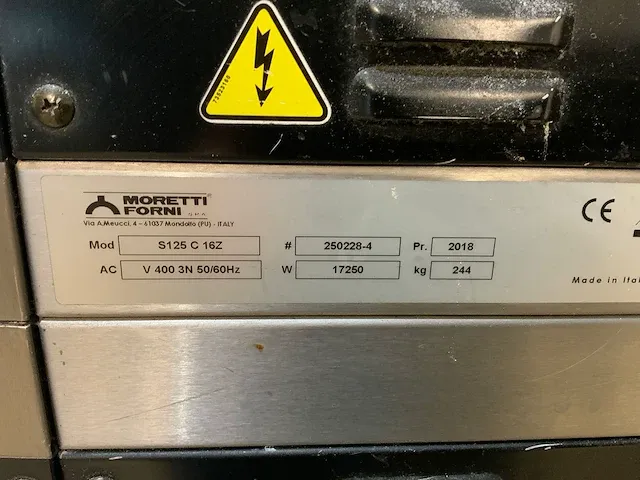 73523160
MORETTI
FORNI S.p.A.
Via A.Meucci, 4 - 61037 Mondolfo (PU) - ITALY
Mod S125 C 16Z # 250228-4 Pr. 2018
AC V 400 3N 50/60Hz W 17250 kg 244
CE
Made in Ital